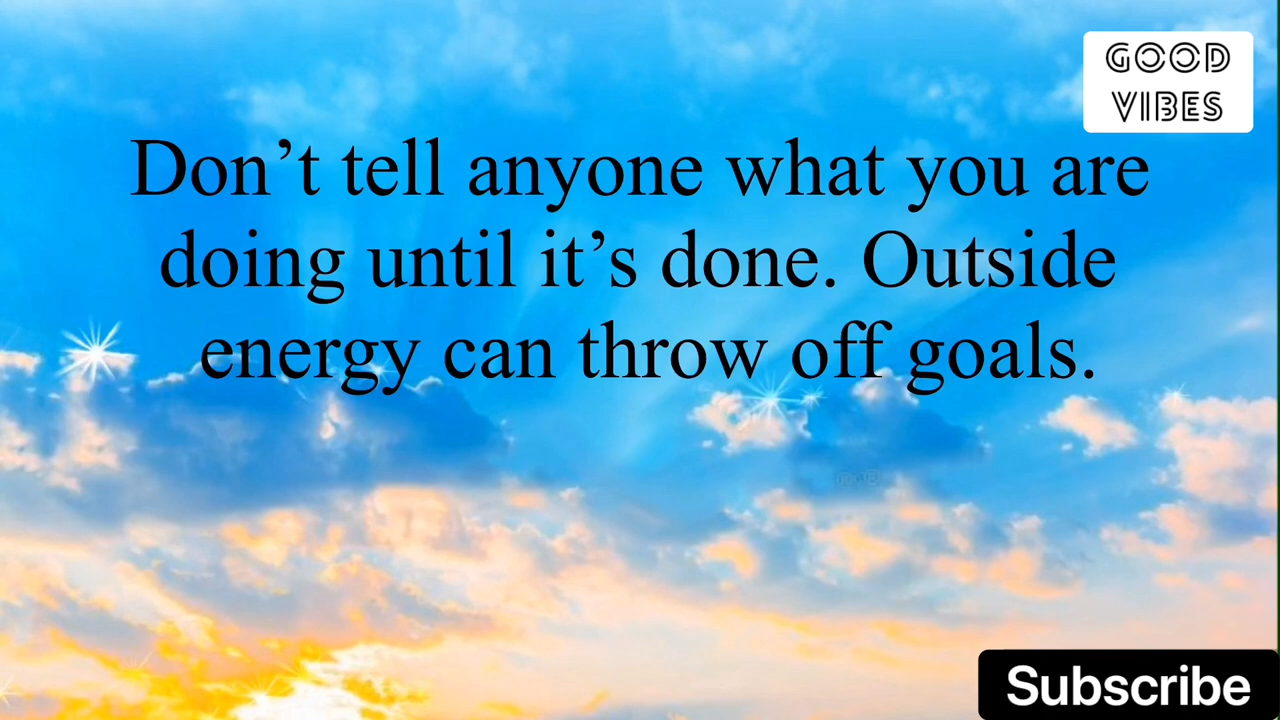 GOOD
VIBES
Don’t tell anyone what you are
doing until it’s done. Outside
energy can throw off goals.
Subscribe